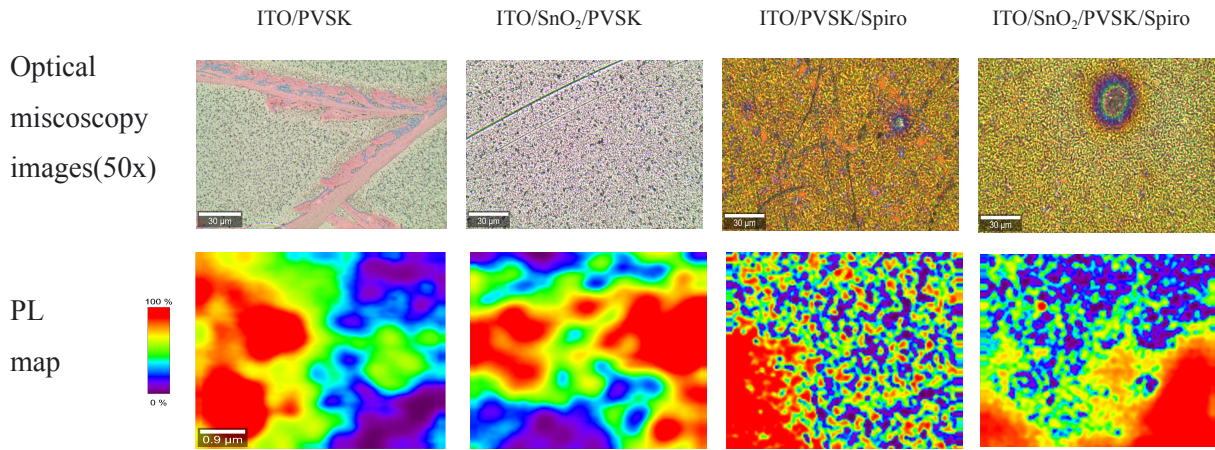 ITO/PVSK
ITO/SnO₂/PVSK
ITO/PVSK/Spiro
ITO/SnO₂/PVSK/Spiro
Optical
miscoscopy
images(50x)
30 µm
30 µm
30 µm
30 µm
PL
map
100 %
0 %
0.9 µm